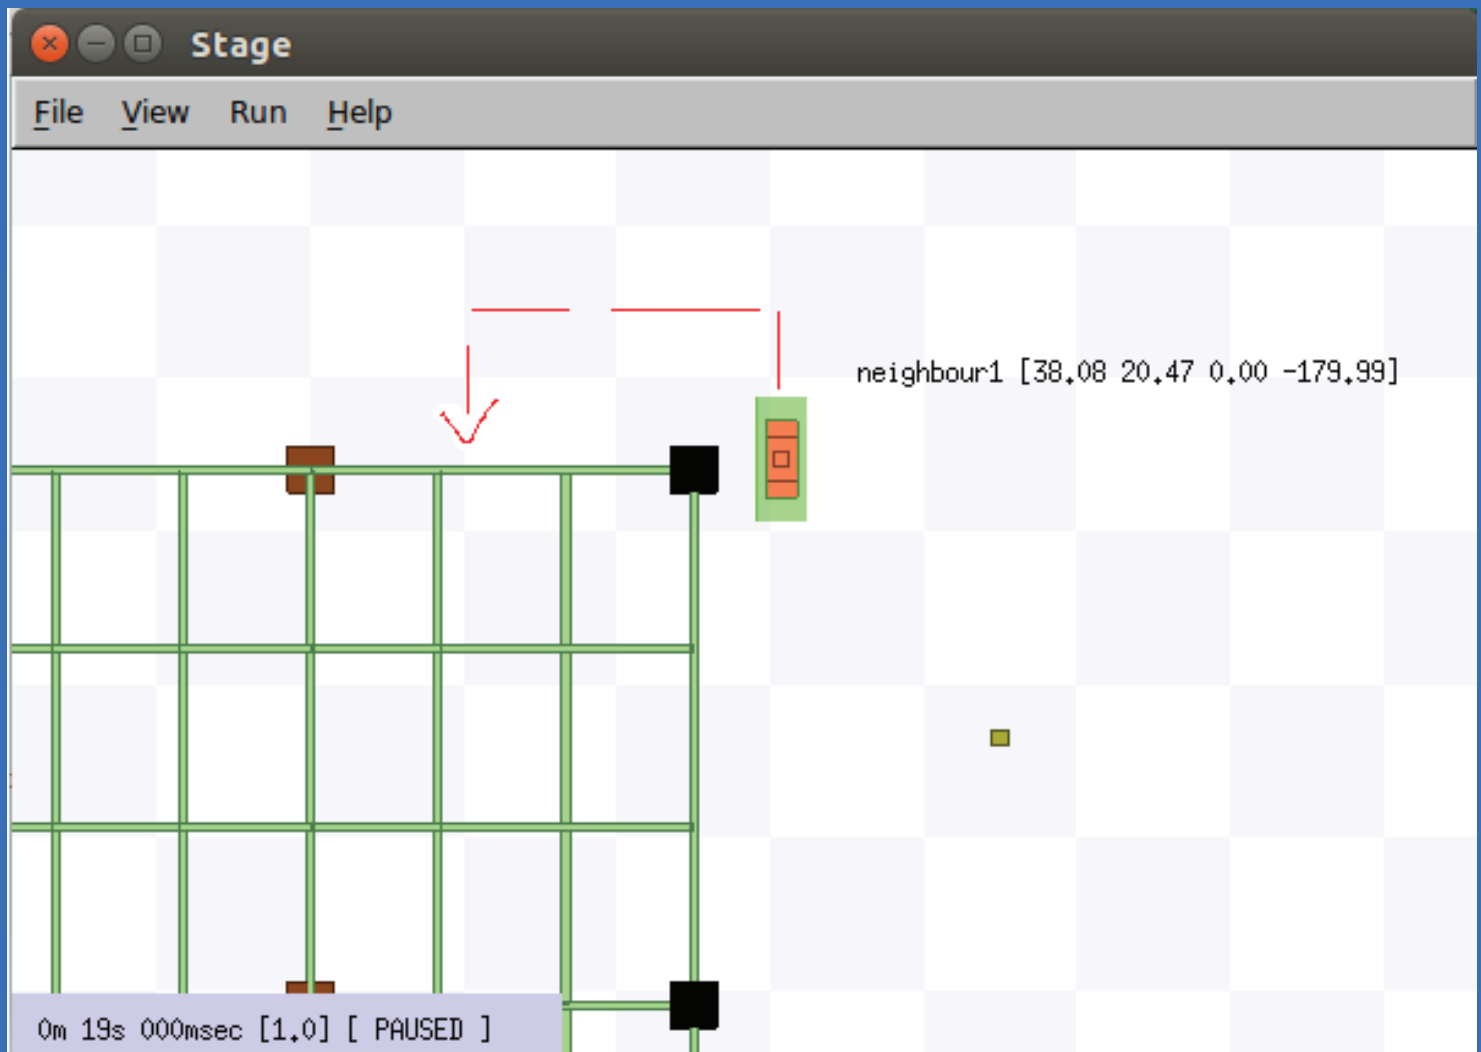 Stage
File View Run Help
neighbour1 [38.08 20.47 0.00 -179.99]
0m 19s 000msec [1.0] [ PAUSED ]